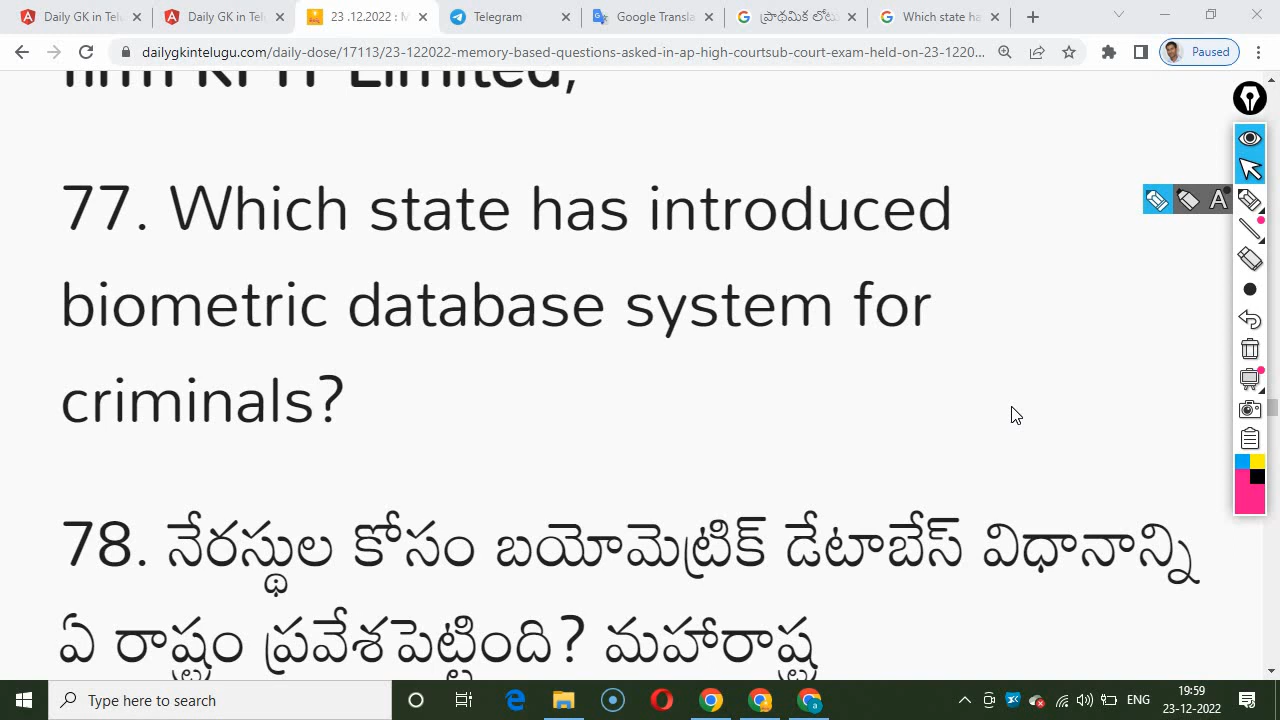 Daily GK in Tel
Daily GK in Telu
23 .12.2022 : M
Telegram
Google Transla
ప్రాథమిక లోటు
Which state ha
dailygkintelugu.com/daily-dose/17113/23-122022-memory-based-questions-asked-in-ap-high-courtsub-court-exam-held-on-23-1220...
Paused
firm KPIT Limited,
77. Which state has introduced
biometric database system for
criminals?
78. నేరస్థుల కోసం బయోమెట్రిక్ డేటాబేస్ విధానాన్ని
ఏ రాష్ట్రం ప్రవేశపెట్టింది? మహారాష్ట్ర
A
Type here to search
ENG
19:59
23-12-2022